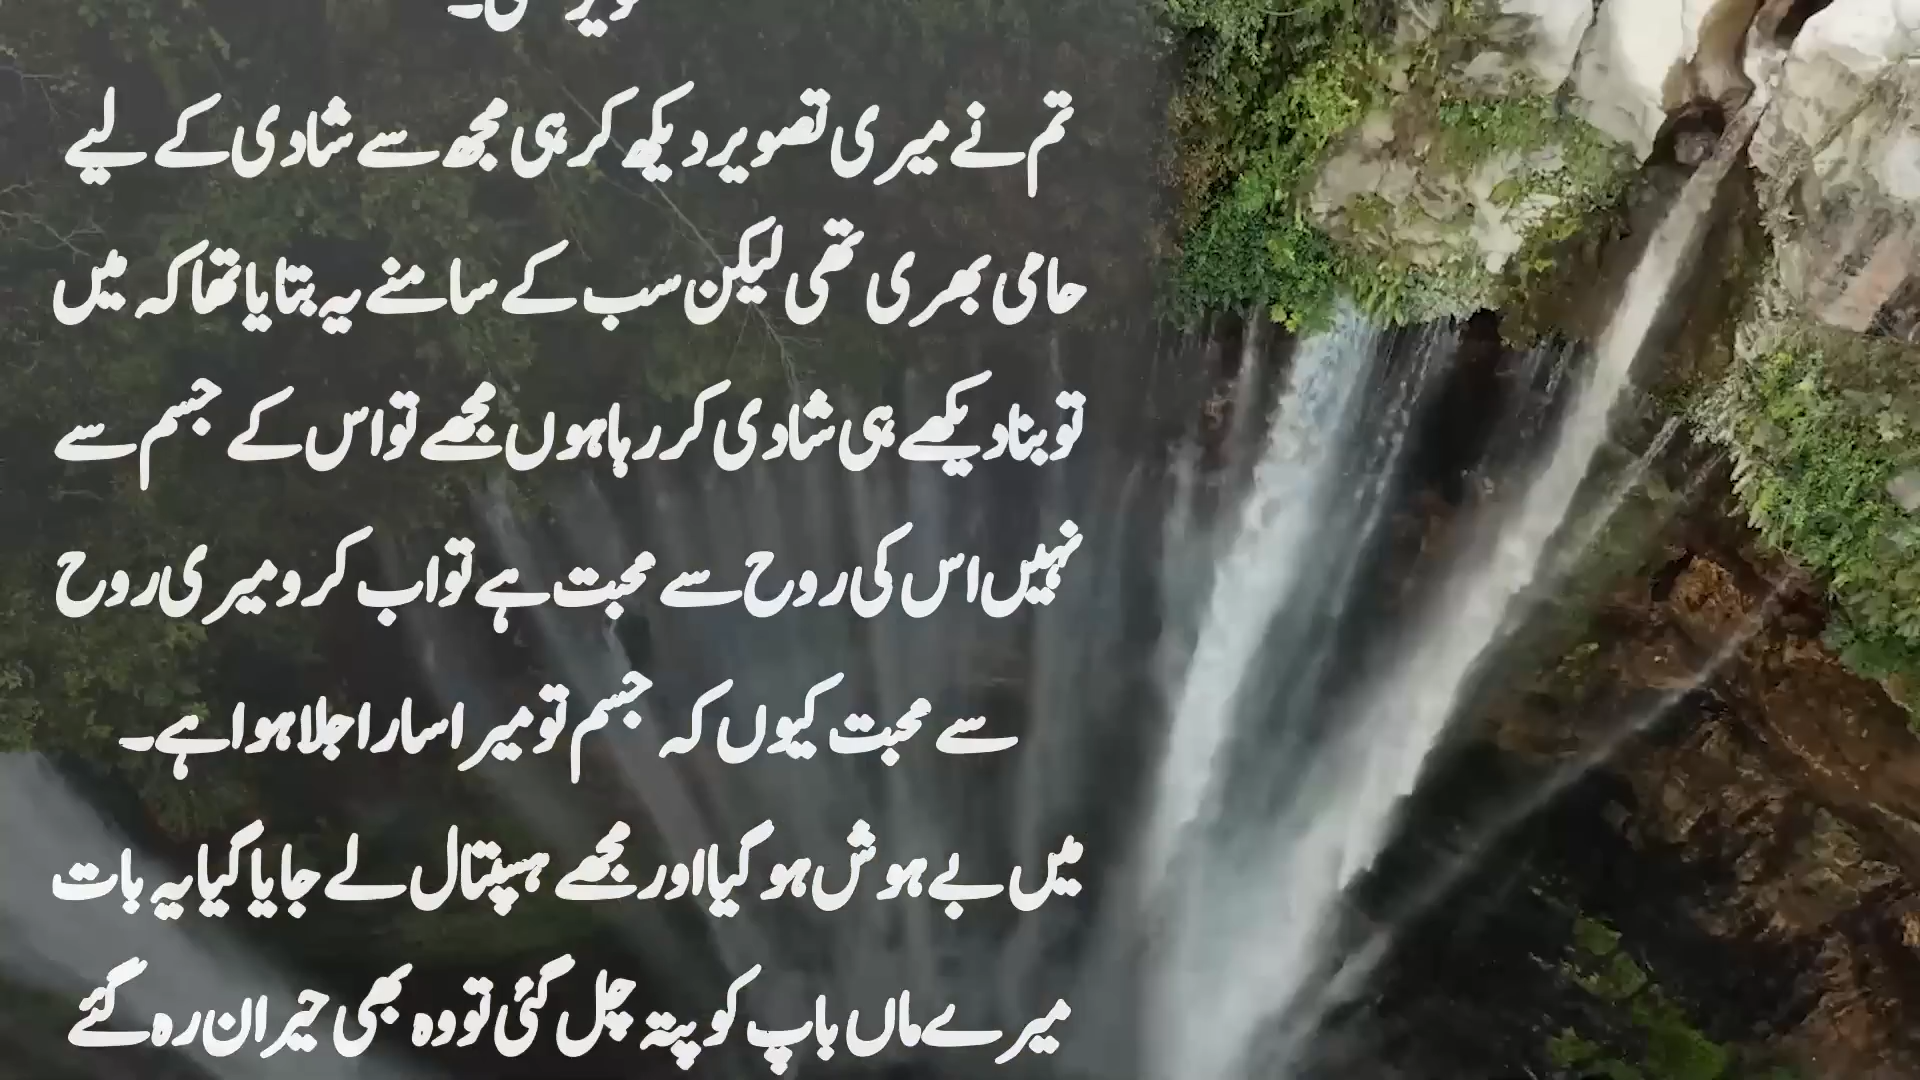 تم نے میری تصویر دیکھ کر ہی مجھ سے شادی کے لیے
حامی بھری تھی لیکن سب کے سامنے یہ بتایا تھا کہ میں
تو بنا دیکھے ہی شادی کر رہا ہوں مجھے تو اس کے جسم سے
نہیں اس کی روح سے محبت ہے تو اب کرو میری روح
سے محبت کیوں کہ جسم تو میرا سارا جلا ہوا ہے۔
میں بے ہوش ہو گیا اور مجھے ہسپتال لے جایا گیا یہ بات
میرے ماں باپ کو پتہ چل گئی تو وہ بھی حیران رہ گئے